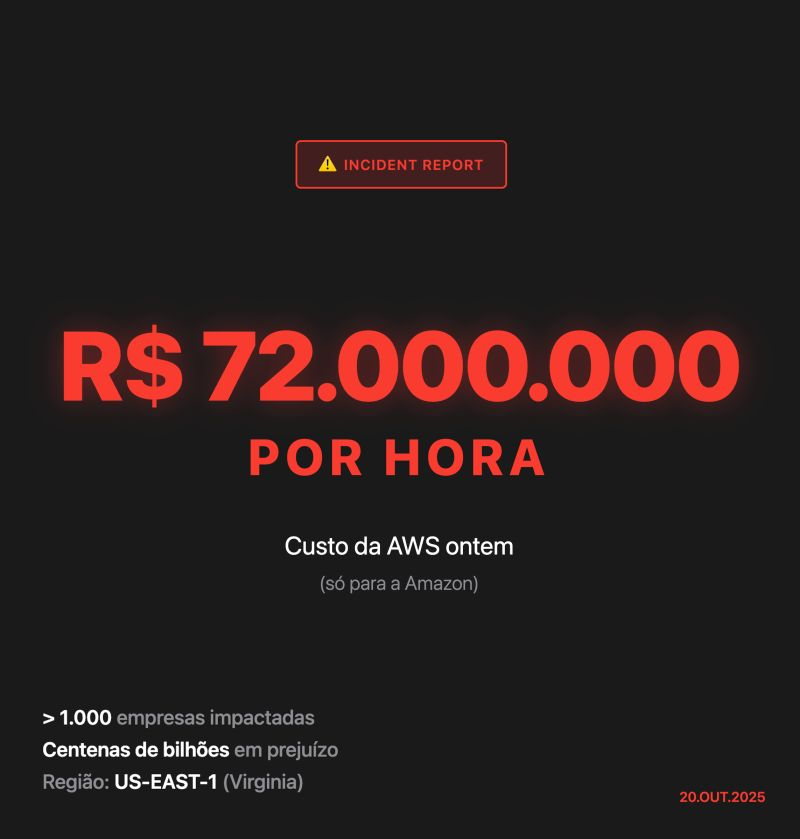 ⚠️ INCIDENT REPORT
R$ 72.000.000
POR HORA
Custo da AWS ontem
(só para a Amazon)
> 1.000 empresas impactadas
Centenas de bilhões em prejuízo
Região: US-EAST-1 (Virginia)
20.OUT.2025